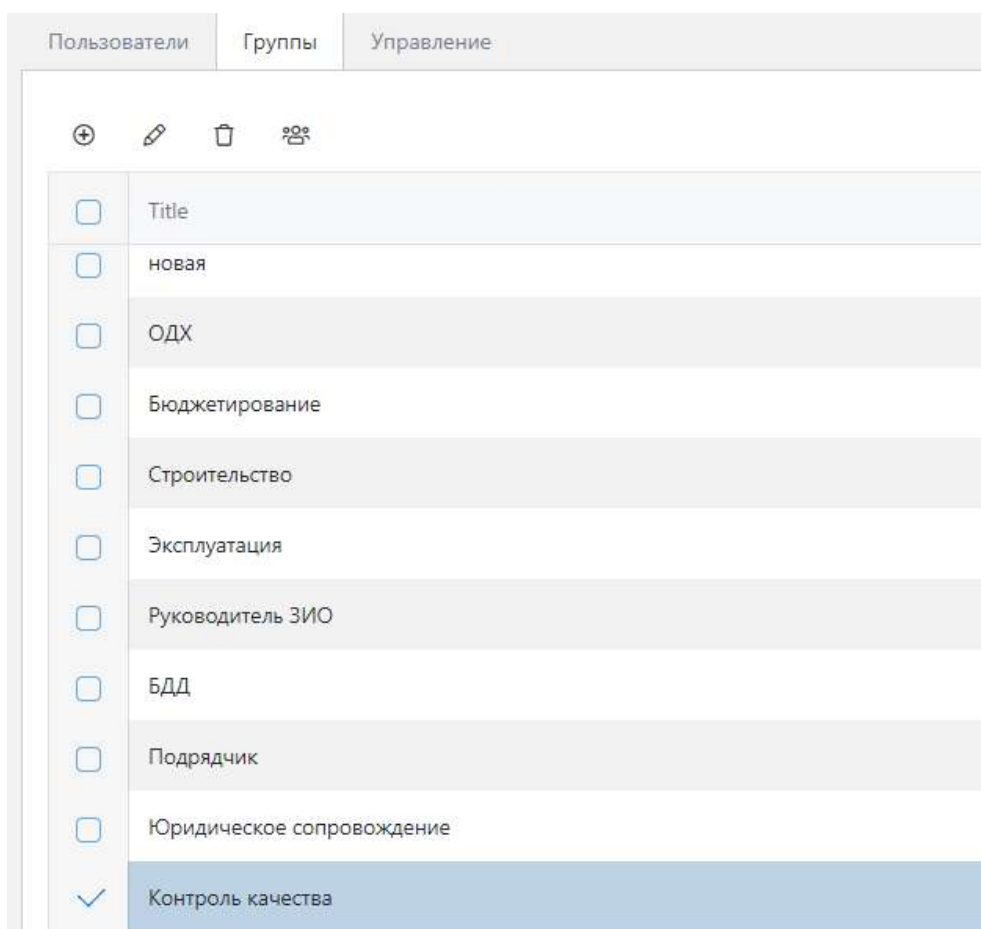 Пользователи Группы Управление
Title
новая
ОДХ
Бюджетирование
Строительство
Эксплуатация
Руководитель ЗИО
БДД
Подрядчик
Юридическое сопровождение
Контроль качества